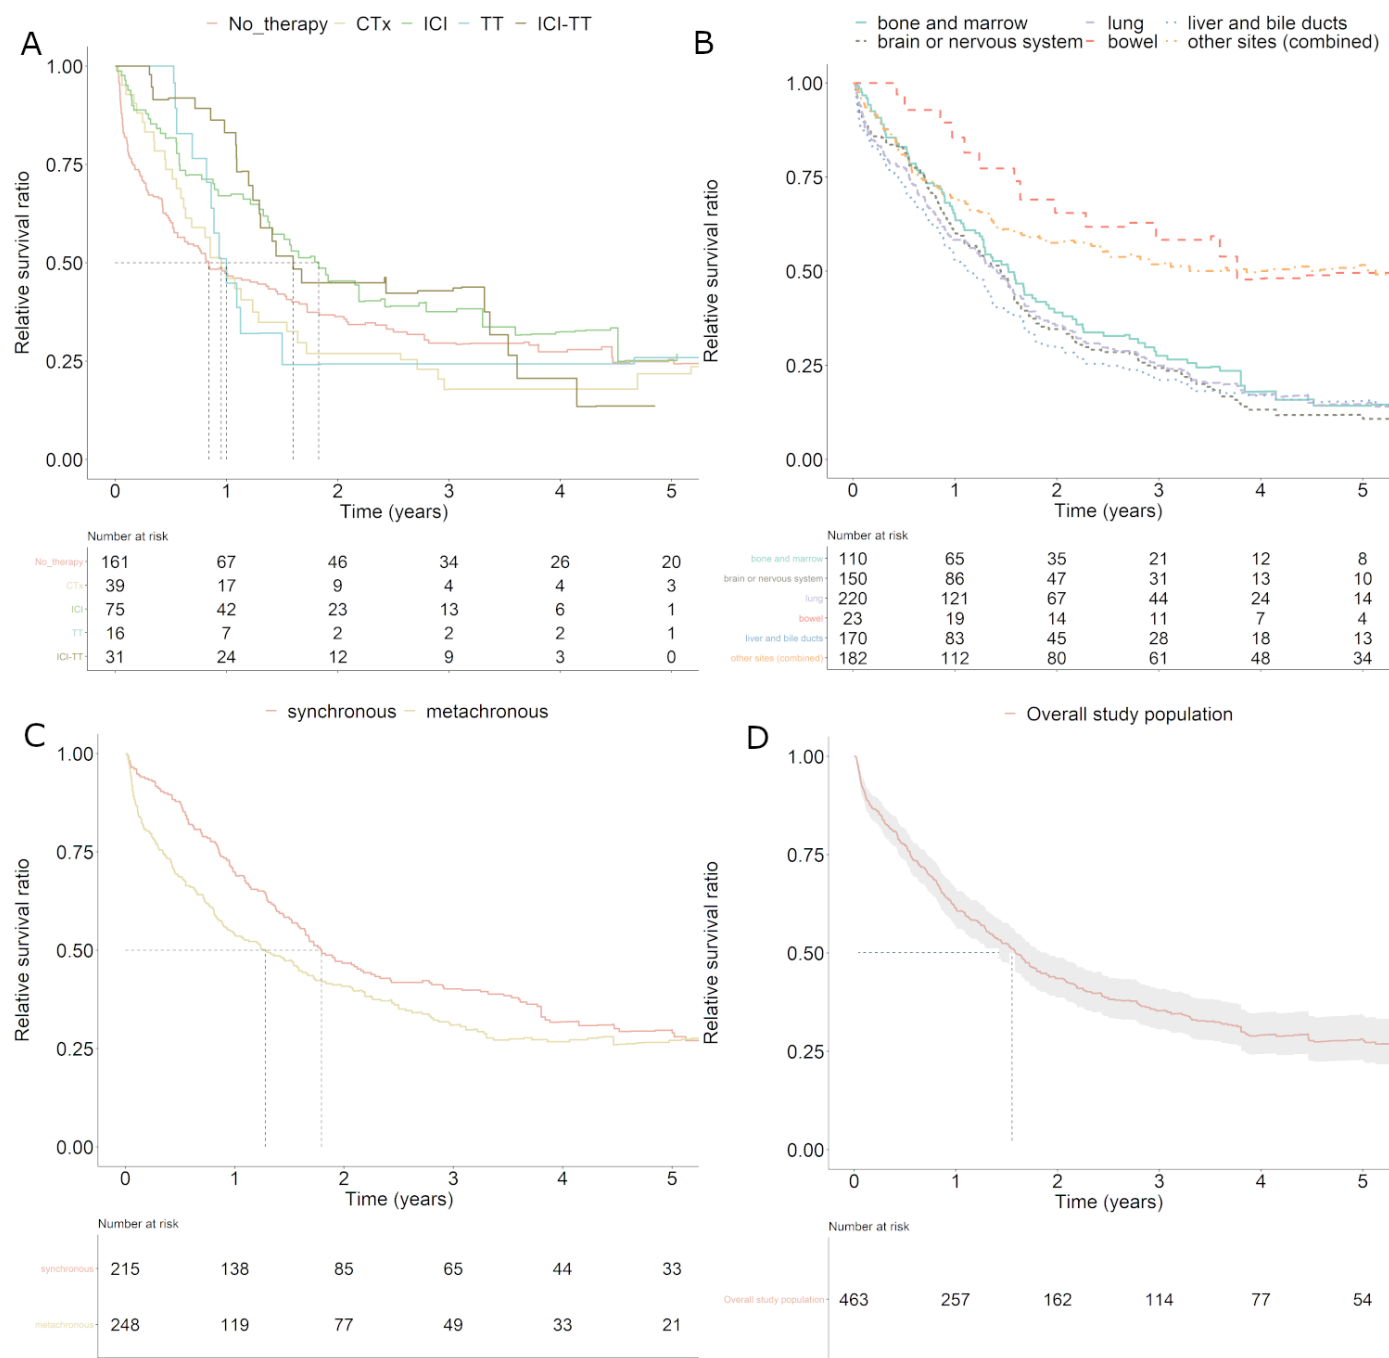 A
No_therapy CTx ICI TT ICI-TT
Relative survival ratio
1.00
0.75
0.50
0.25
0.00
0 1 2 3 4 5
Time (years)
Number at risk
No_therapy 161 67 46 34 26 20
CTx 39 17 9 4 4 3
ICI 75 42 23 13 6 1
TT 16 7 2 2 2 1
ICI-TT 31 24 12 9 3 0
B
bone and marrow lung liver and bile ducts
brain or nervous system bowel other sites (combined)
Relative survival ratio
1.00
0.75
0.50
0.25
0.00
0 1 2 3 4 5
Time (years)
Number at risk
bone and marrow 110 65 35 21 12 8
brain or nervous system 150 86 47 31 13 10
lung 220 121 67 44 24 14
bowel 23 19 14 11 7 4
liver and bile ducts 170 83 45 28 18 13
other sites (combined) 182 112 80 61 48 34
C
synchronous metachronous
Relative survival ratio
1.00
0.75
0.50
0.25
0.00
0 1 2 3 4 5
Time (years)
Number at risk
synchronous 215 138 85 65 44 33
metachronous 248 119 77 49 33 21
D
Overall study population
Relative survival ratio
1.00
0.75
0.50
0.25
0.00
0 1 2 3 4 5
Time (years)
Number at risk
Overall study population 463 257 162 114 77 54